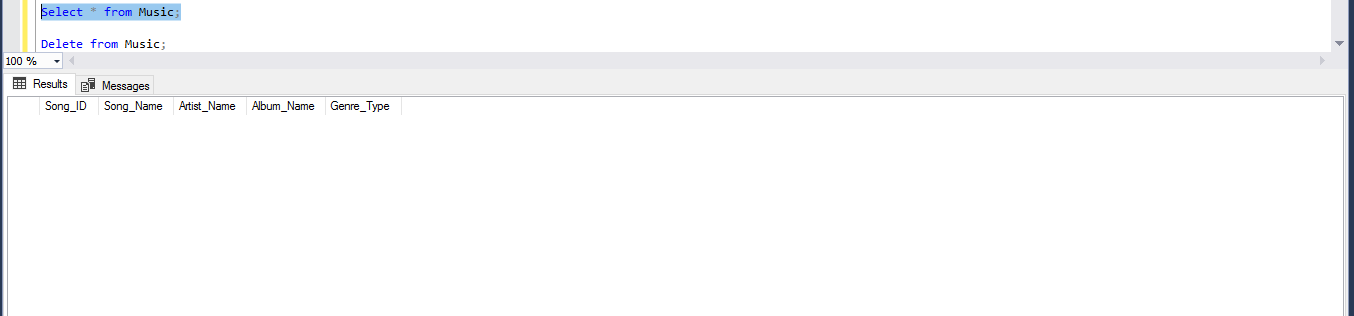 Select * from Music;
Delete from Music;
100 %
Results Messages
Song_ID Song_Name Artist_Name Album_Name Genre_Type